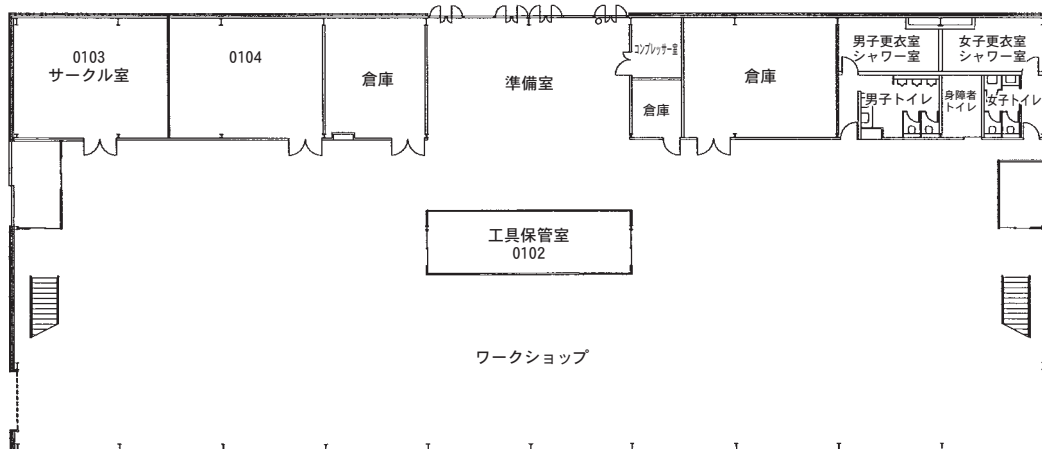 0103
サークル室
0104
倉庫
準備室
コンプレッサー室
倉庫
倉庫
男子更衣室
シャワー室
女子更衣室
シャワー室
男子トイレ
身障者
トイレ
女子トイレ
工具保管室
0102
ワークショップ